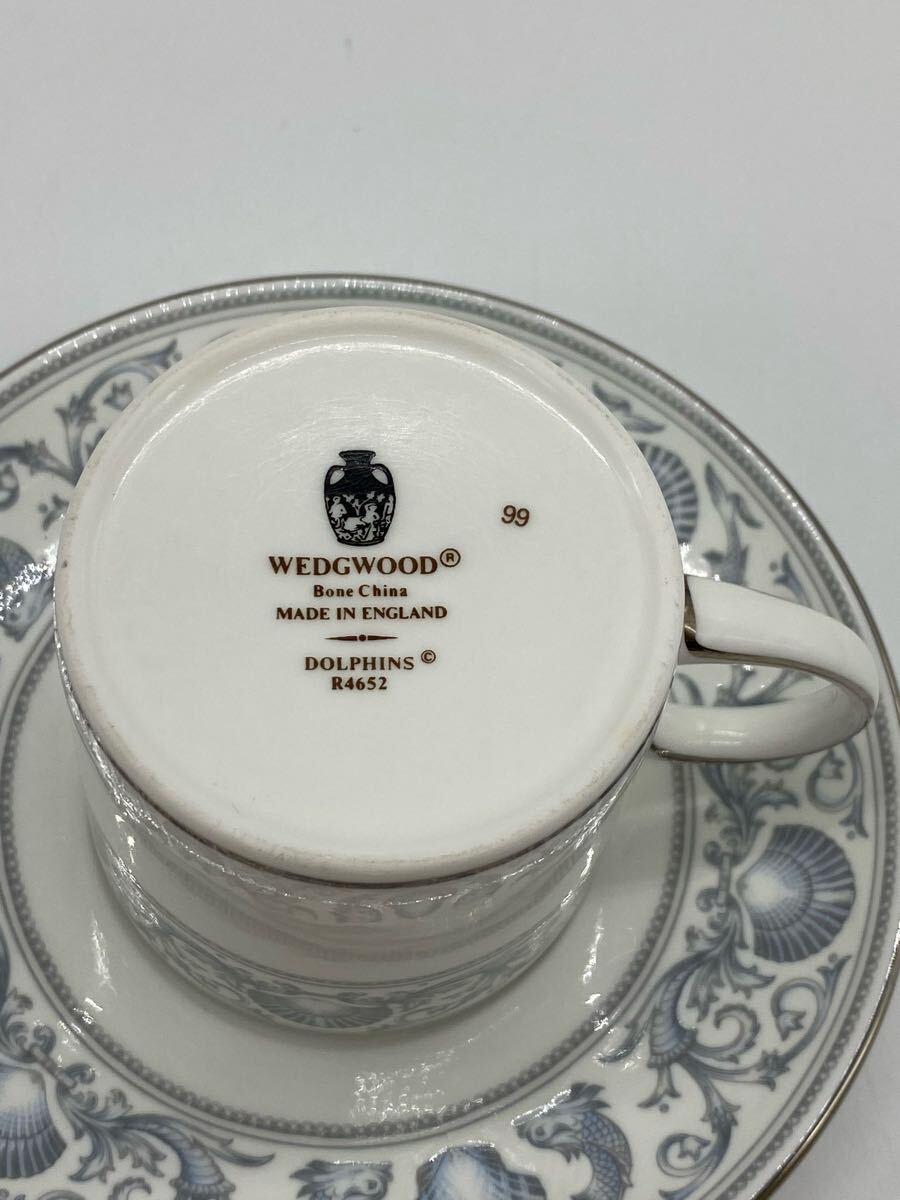 99
WEDGWOOD®
Bone China
MADE IN ENGLAND
DOLPHINS ©
R4652